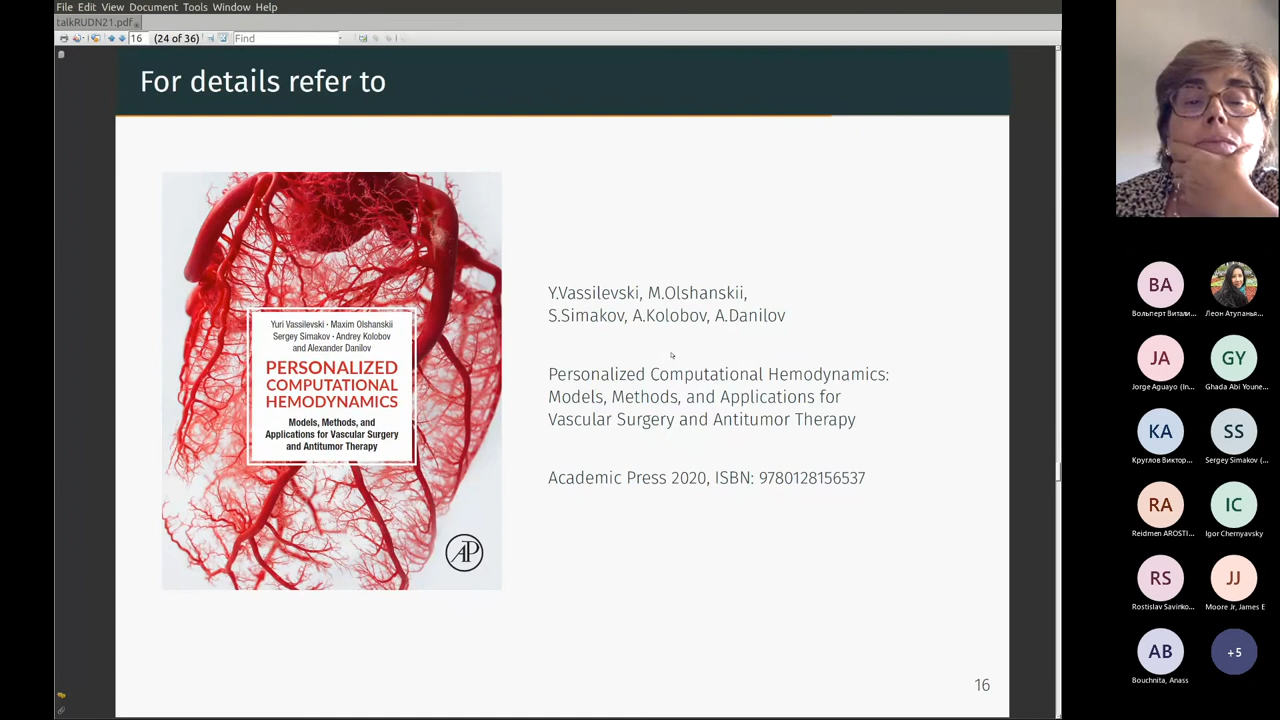 File Edit View Document Tools Window Help
talkRUDN21.pdf
16 (24 of 36) Find
For details refer to
Yuri Vassilevski · Maxim Olshanskii
Sergey Simakov · Andrey Kolobov
and Alexander Danilov
PERSONALIZED
COMPUTATIONAL
HEMODYNAMICS
Models, Methods, and
Applications for Vascular Surgery
and Antitumor Therapy
AP
Y.Vassilevski, M.Olshanskii,
S.Simakov, A.Kolobov, A.Danilov
Personalized Computational Hemodynamics:
Models, Methods, and Applications for
Vascular Surgery and Antitumor Therapy
Academic Press 2020, ISBN: 9780128156537
16
BA
Вольперт Витали...
Леон Атупанья...
JA
Jorge Aguayo (In...
GY
Ghada Abi Youne...
KA
Круглов Виктор...
SS
Sergey Simakov (...
RA
Reidmen AROSTI...
IC
Igor Chernyavsky
RS
Rostislav Savinko...
JJ
Moore Jr, James E
AB
Bouchnita, Anass
+5